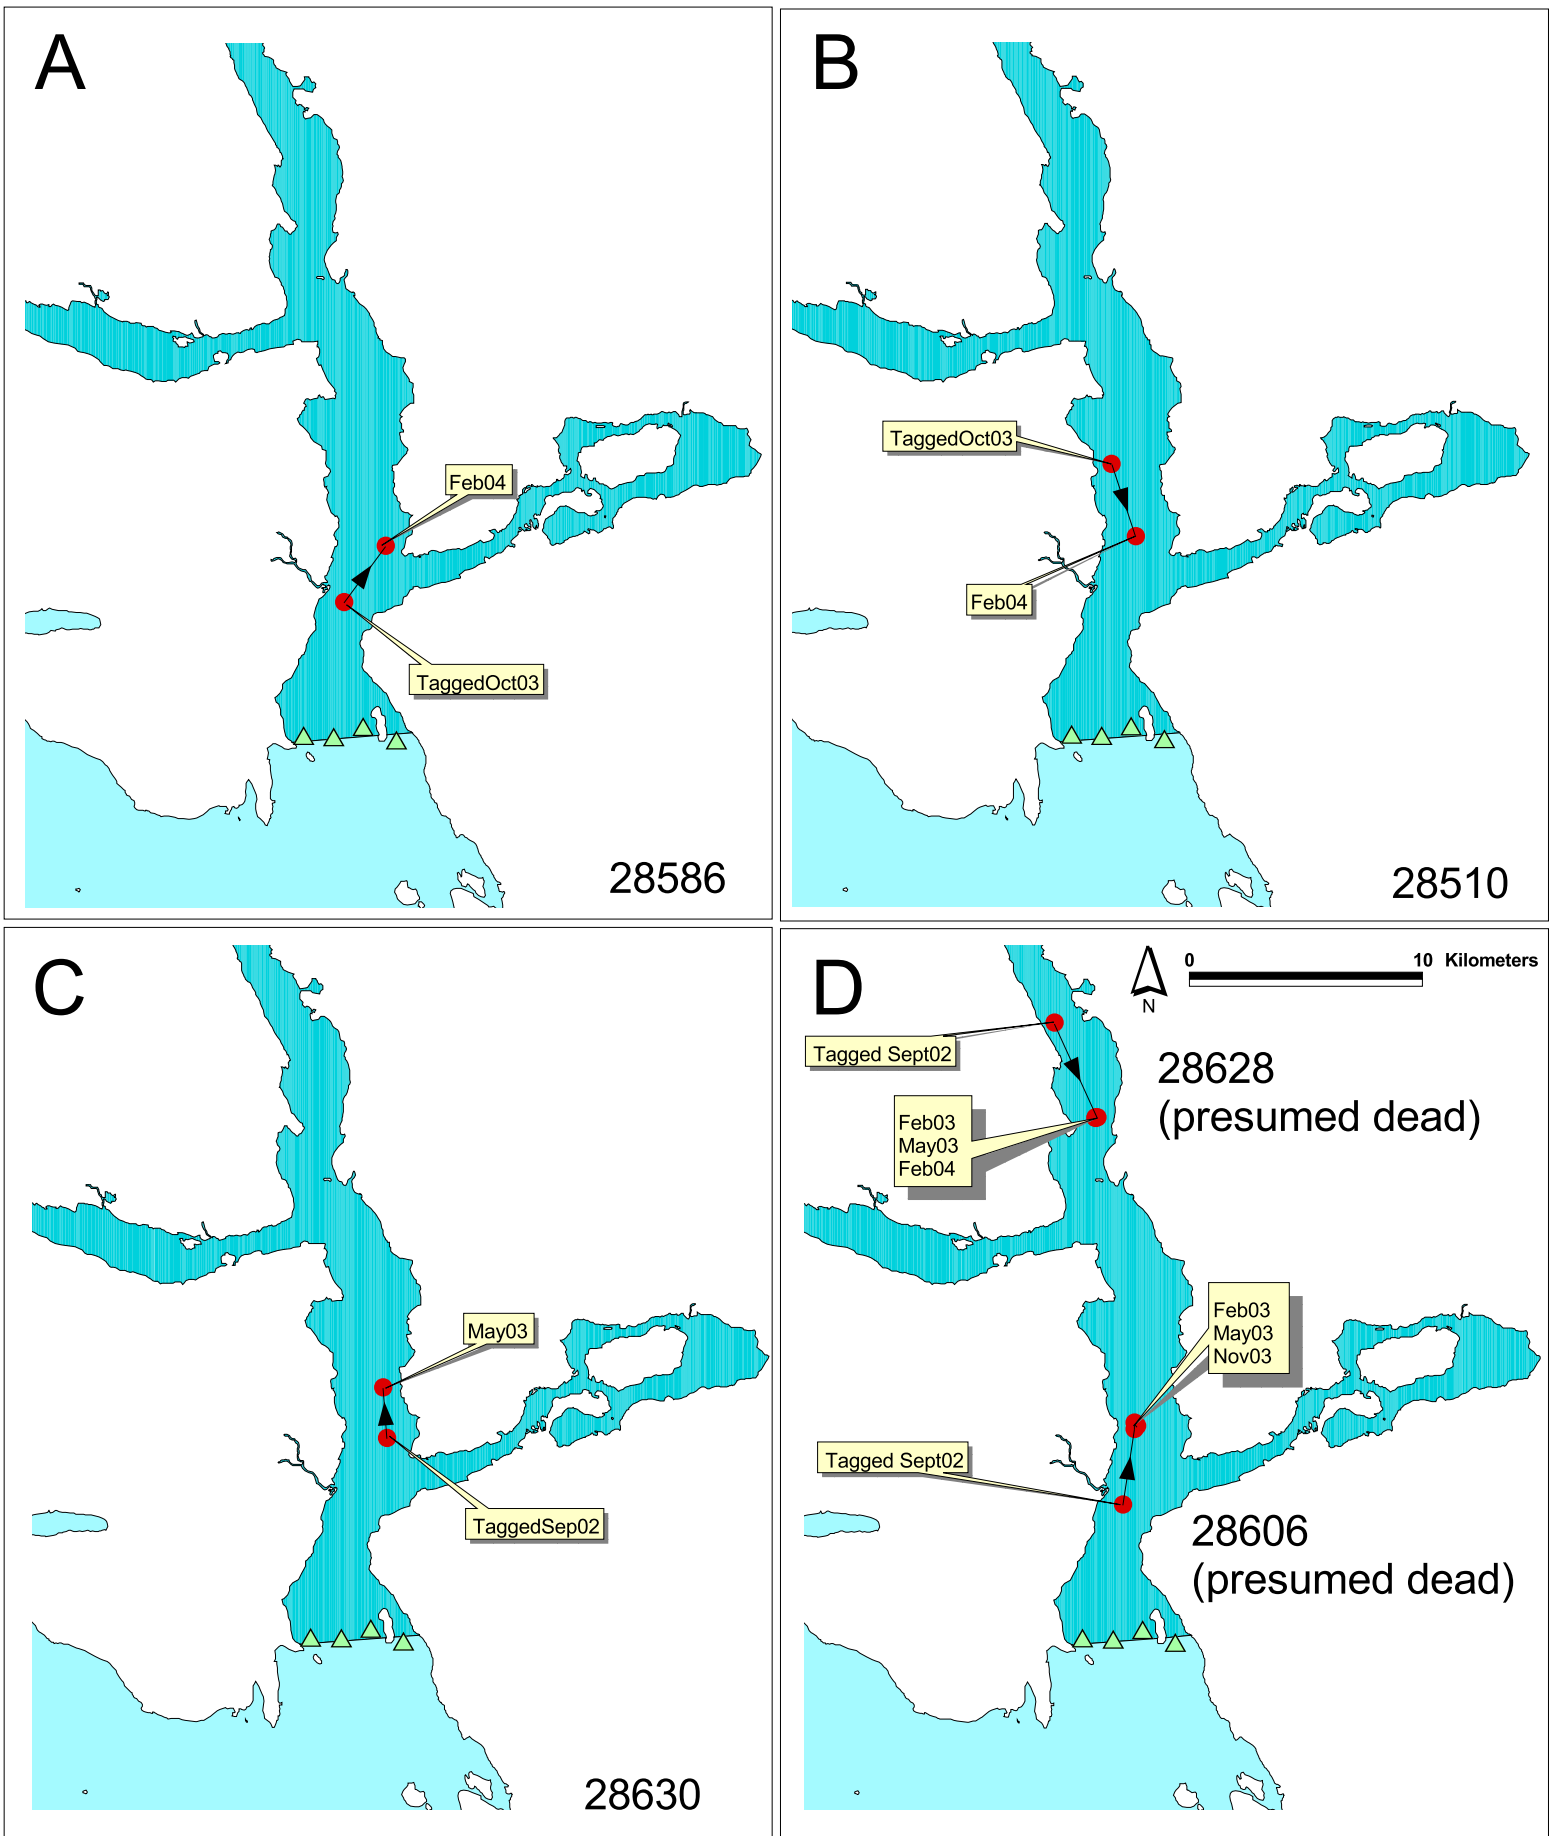 A
Feb04
TaggedOct03
28586
B
TaggedOct03
Feb04
28510
C
May03
TaggedSep02
28630
D
N
0 10 Kilometers
Tagged Sept02
28628
(presumed dead)
Feb03
May03
Feb04
Feb03
May03
Nov03
Tagged Sept02
28606
(presumed dead)